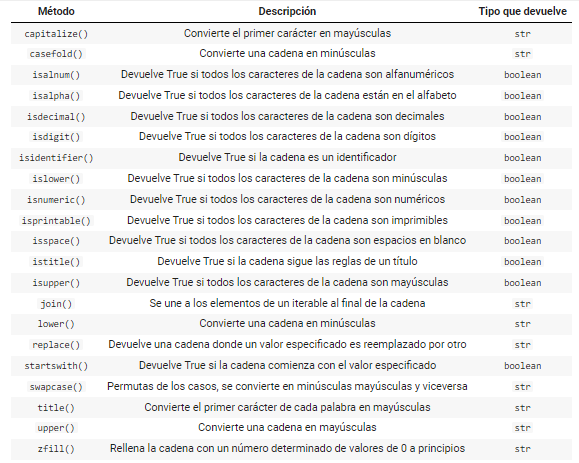 Método Descripción Tipo que devuelve
capitalize() Convierte el primer carácter en mayúsculas str
casefold() Convierte una cadena en minúsculas str
isalnum() Devuelve True si todos los caracteres de la cadena son alfanuméricos boolean
isalpha() Devuelve True si todos los caracteres de la cadena están en el alfabeto boolean
isdecimal() Devuelve True si todos los caracteres de la cadena son decimales boolean
isdigit() Devuelve True si todos los caracteres de la cadena son dígitos boolean
isidentifier() Devuelve True si la cadena es un identificador boolean
islower() Devuelve True si todos los caracteres de la cadena son minúsculas boolean
isnumeric() Devuelve True si todos los caracteres de la cadena son numéricos boolean
isprintable() Devuelve True si todos los caracteres de la cadena son imprimibles boolean
isspace() Devuelve True si todos los caracteres de la cadena son espacios en blanco boolean
istitle() Devuelve True si la cadena sigue las reglas de un título boolean
isupper() Devuelve True si todos los caracteres de la cadena son mayúsculas boolean
join() Se une a los elementos de un iterable al final de la cadena str
lower() Convierte una cadena en minúsculas str
replace() Devuelve una cadena donde un valor especificado es reemplazado por otro str
startswith() Devuelve True si la cadena comienza con el valor especificado boolean
swapcase() Permutas de los casos, se convierte en minúsculas mayúsculas y viceversa str
title() Convierte el primer carácter de cada palabra en mayúsculas str
upper() Convierte una cadena en mayúsculas str
zfill() Rellena la cadena con un número determinado de valores de 0 a principios str